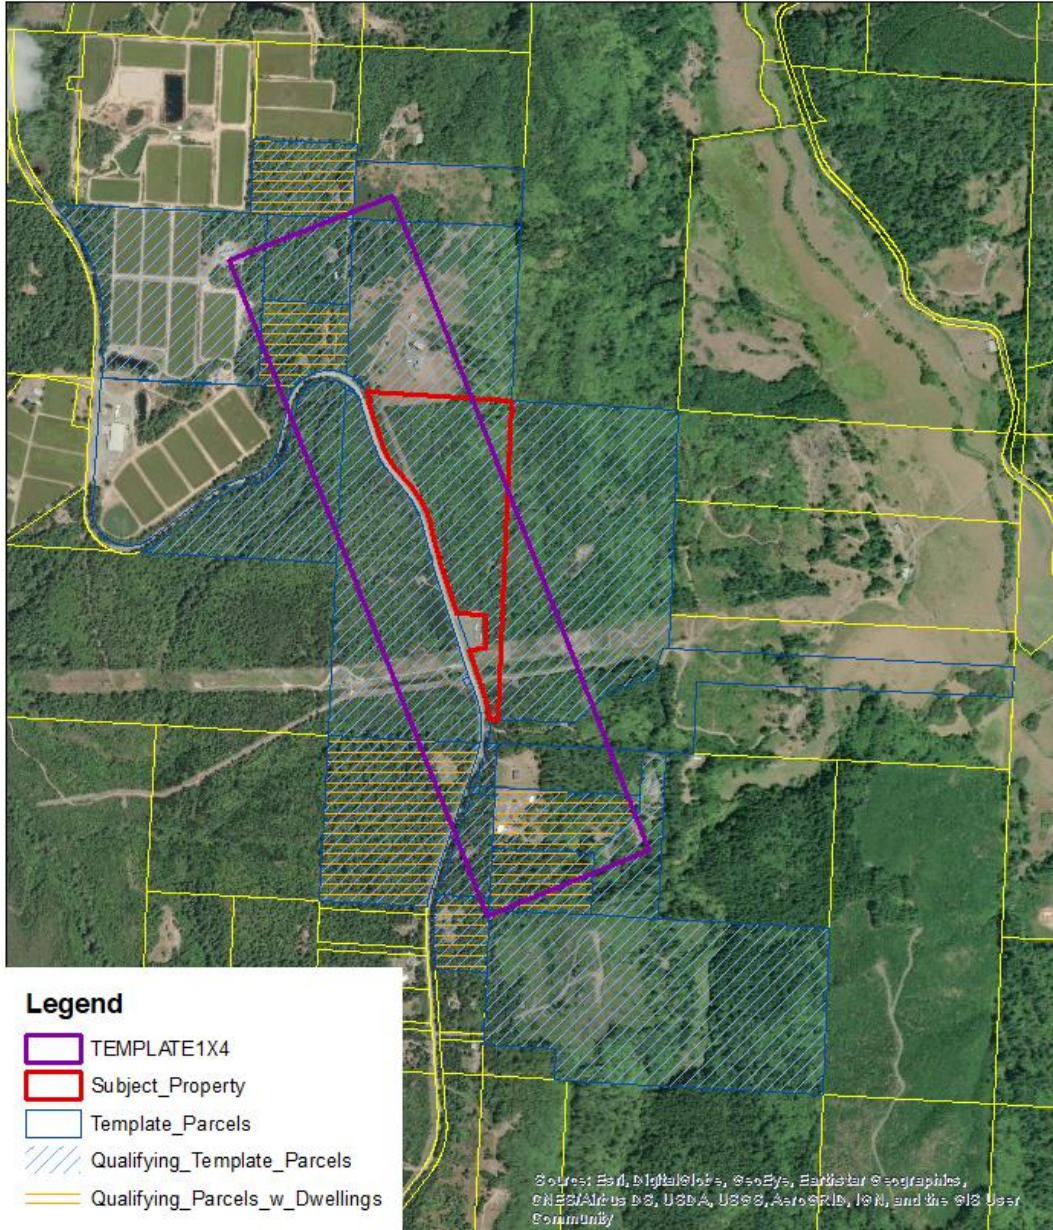 Legend
TEMPLATE1X4
Subject_Property
Template_Parcels
Qualifying_Template_Parcels
Qualifying_Parcels_w_Dwellings
Source: Esri, DigitalGlobe, GeoEye, Earthstar Geographics,
CNES/Airbus DS, USDA, USGS, AeroGRID, IGN, and the GIS User
Community